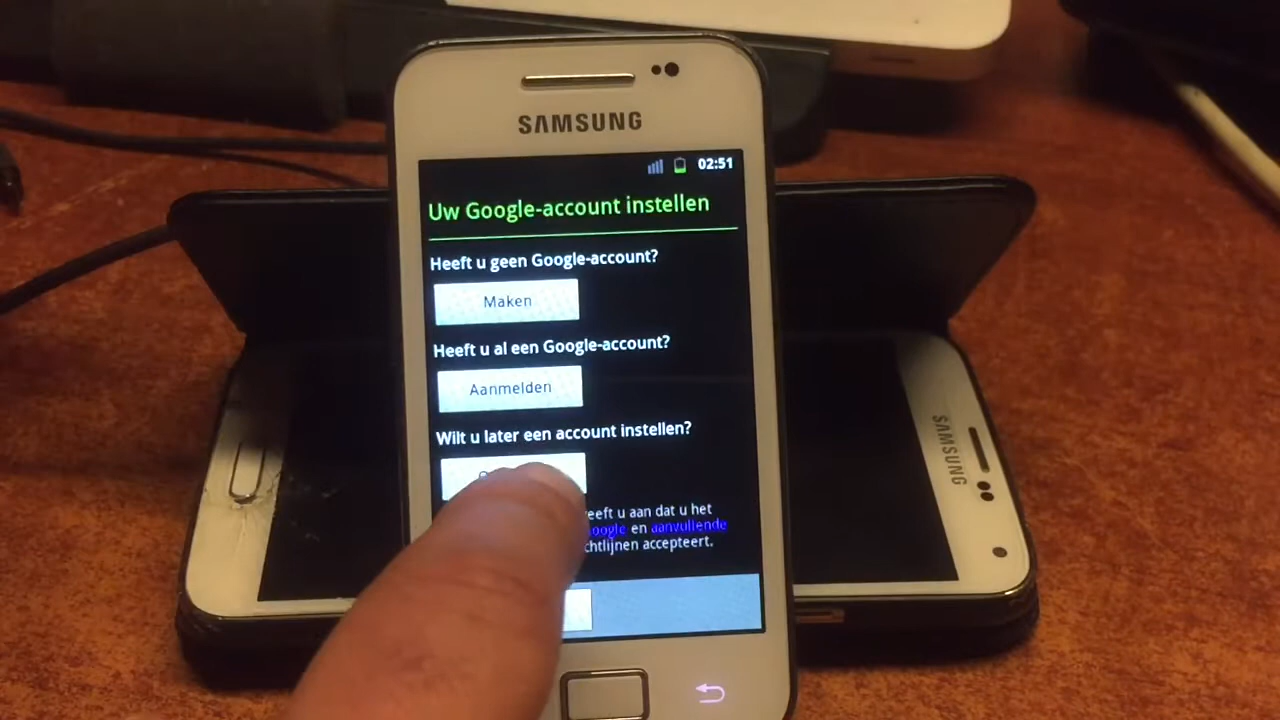 SAMSUNG
02:51
Uw Google-account instellen
Heeft u geen Google-account?
Maken
Heeft u al een Google-account?
Aanmelden
Wilt u later een account instellen?
eeft u aan dat u het
oogle en aanvullende
chtlijnen accepteert.
SAMSUNG